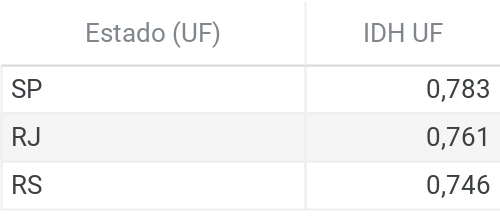 Estado (UF) IDH UF
SP 0,783
RJ 0,761
RS 0,746